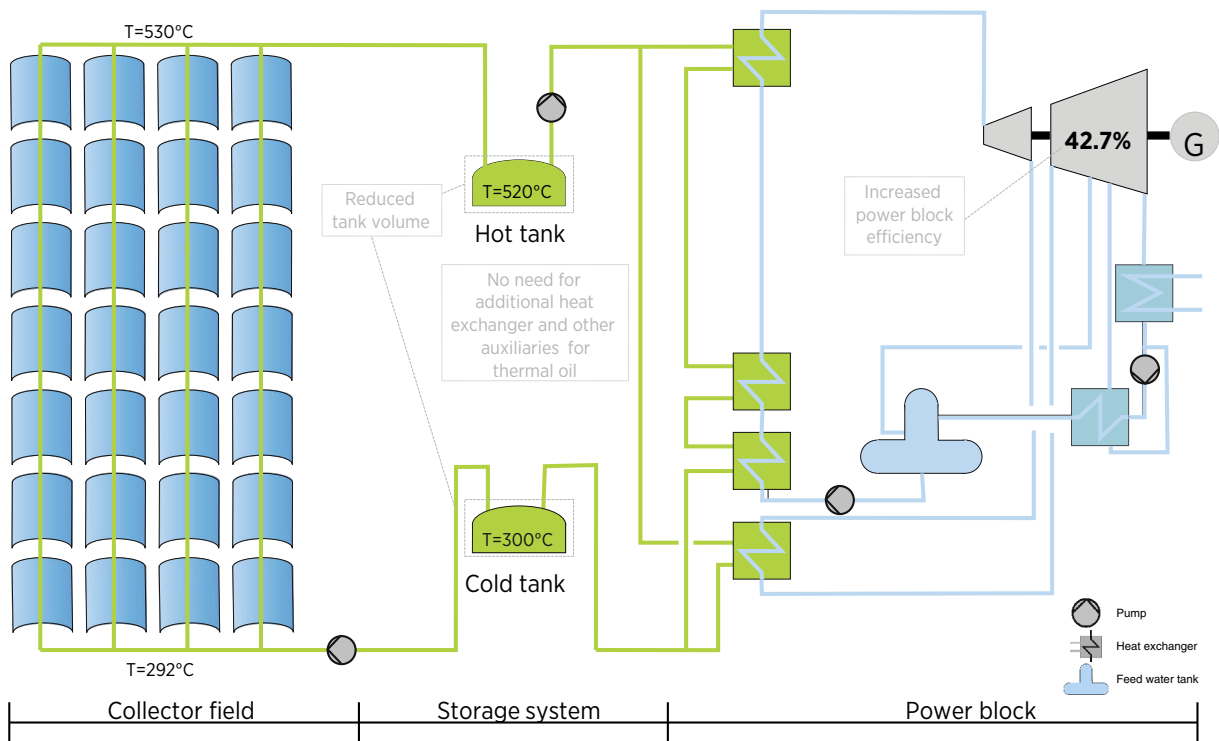 T=530°C
T=520°C
Hot tank
Reduced
tank volume
No need for
additional heat
exchanger and other
auxiliaries for
thermal oil
T=300°C
Cold tank
T=292°C
42.7%
G
Increased
power block
efficiency
Pump
Heat exchanger
Feed water tank
Collector field
Storage system
Power block